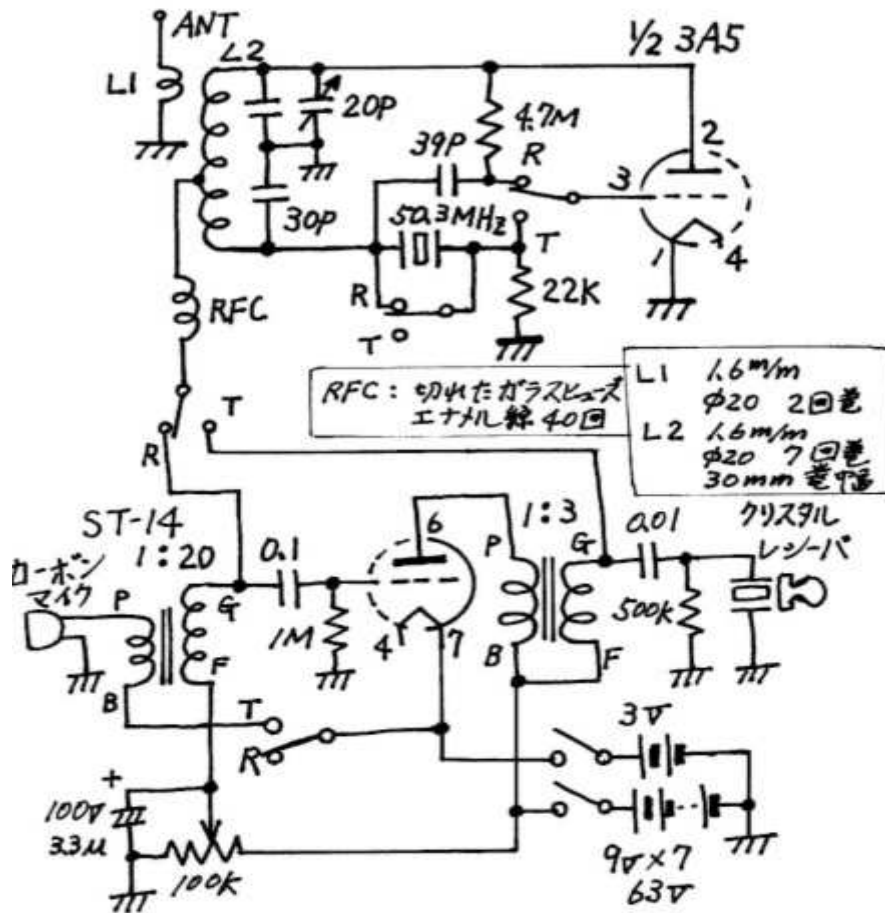 ANT
L1
L2
20P
30P
39P
4.7M
R
50.3MHz
T
22K
R
T
1/2 3A5
2
3
1
4
RFC
R
T
RFC: 切れたガラスヒューズ
エナメル線 40回
L1 1.6m/m
φ20 2回巻
L2 1.6m/m
φ20 7回巻
30mm 巻幅
ST-14
1:20
カーボン
マイク
P
B
G
F
0.1
1M
6
4
7
1:3
P
B
G
F
0.01
500K
クリスタル
レシーバ
T
R
+
100V
3.3μ
100K
3V
9V×7
63V